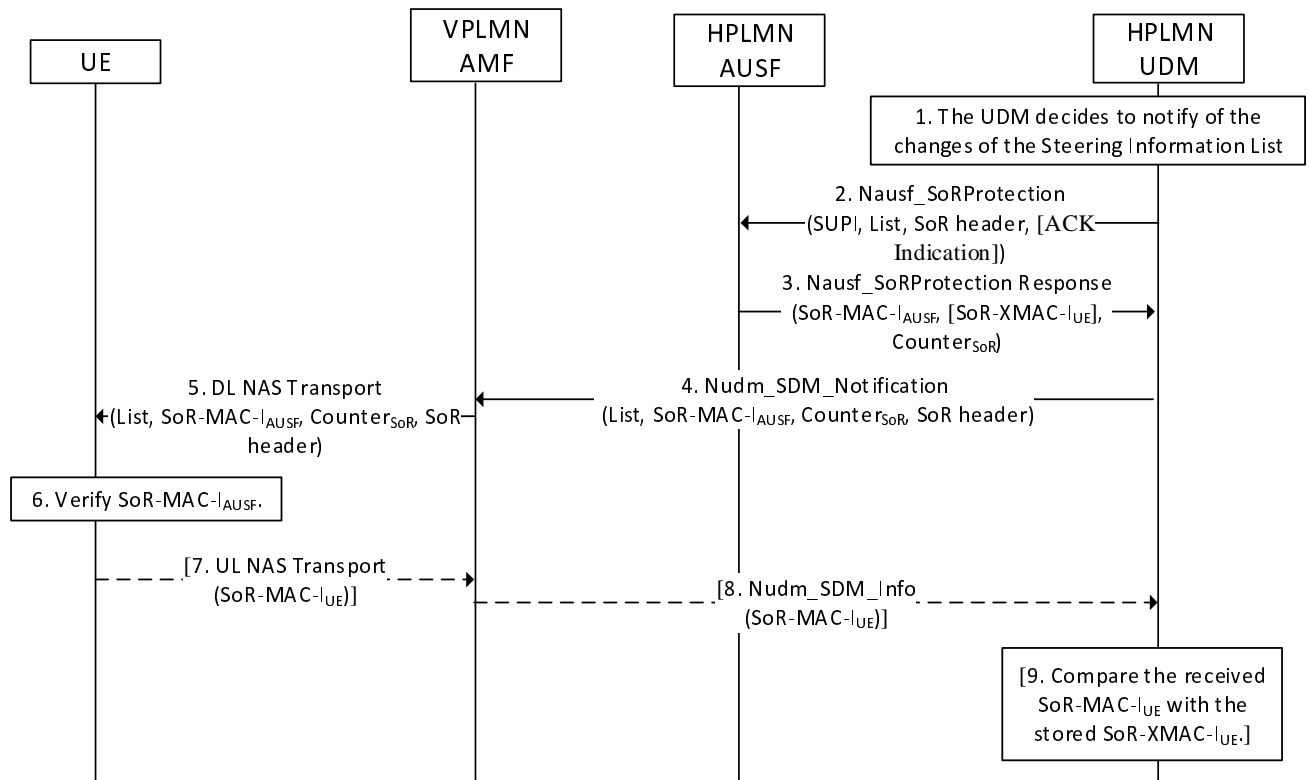 UE
VPLMN
AMF
HPLMN
AUSF
HPLMN
UDM
1. The UDM decides to notify of the
changes of the Steering Information List
2. Nausf_SoRProtection
(SUPI, List, SoR header, [ACK
Indication])
3. Nausf_SoRProtection Response
(SoR-MAC-IAUSF, [SoR-XMAC-IUE],
CounterSoR)
4. Nudm_SDM_Notification
(List, SoR-MAC-IAUSF, CounterSoR, SoR header)
5. DL NAS Transport
(List, SoR-MAC-IAUSF, CounterSoR, SoR
header)
6. Verify SoR-MAC-IAUSF.
[7. UL NAS Transport
(SoR-MAC-IUE)]
[8. Nudm_SDM_Info
(SoR-MAC-IUE)]
[9. Compare the received
SoR-MAC-IUE with the
stored SoR-XMAC-IUE.]